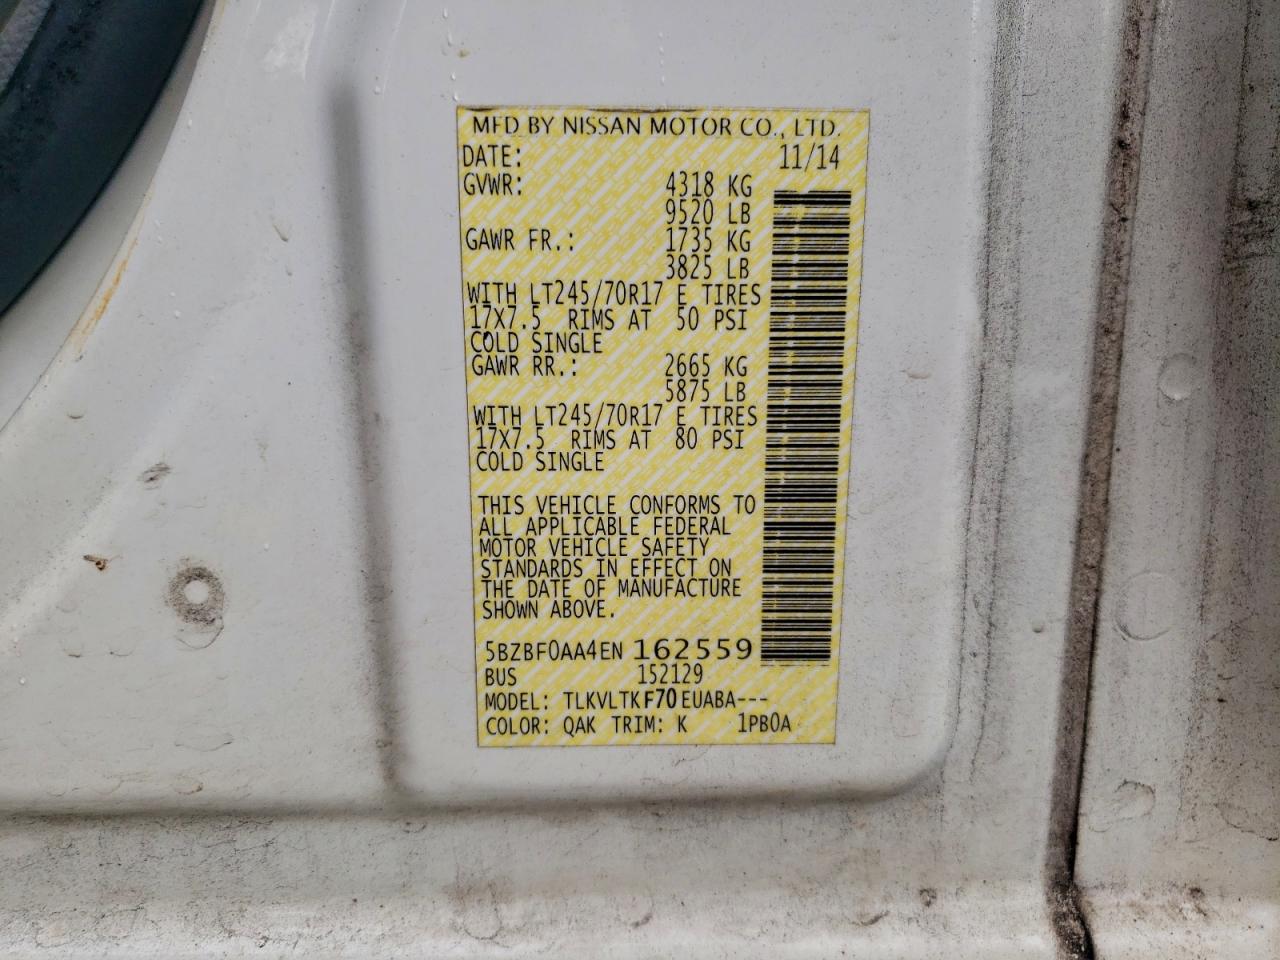 MFD BY NISSAN MOTOR CO., LTD.
DATE: 11/14
GVWR: 4318 KG
9520 LB
GAWR FR.: 1735 KG
3825 LB
WITH LT245/70R17 E TIRES
17X7.5 RIMS AT 50 PSI
COLD SINGLE
GAWR RR.: 2665 KG
5875 LB
WITH LT245/70R17 E TIRES
17X7.5 RIMS AT 80 PSI
COLD SINGLE
THIS VEHICLE CONFORMS TO
ALL APPLICABLE FEDERAL
MOTOR VEHICLE SAFETY
STANDARDS IN EFFECT ON
THE DATE OF MANUFACTURE
SHOWN ABOVE.
5BZBF0AA4EN 162559
BUS 152129
MODEL: TLKVLTKF70EUABA---
COLOR: QAK TRIM: K 1PB0A